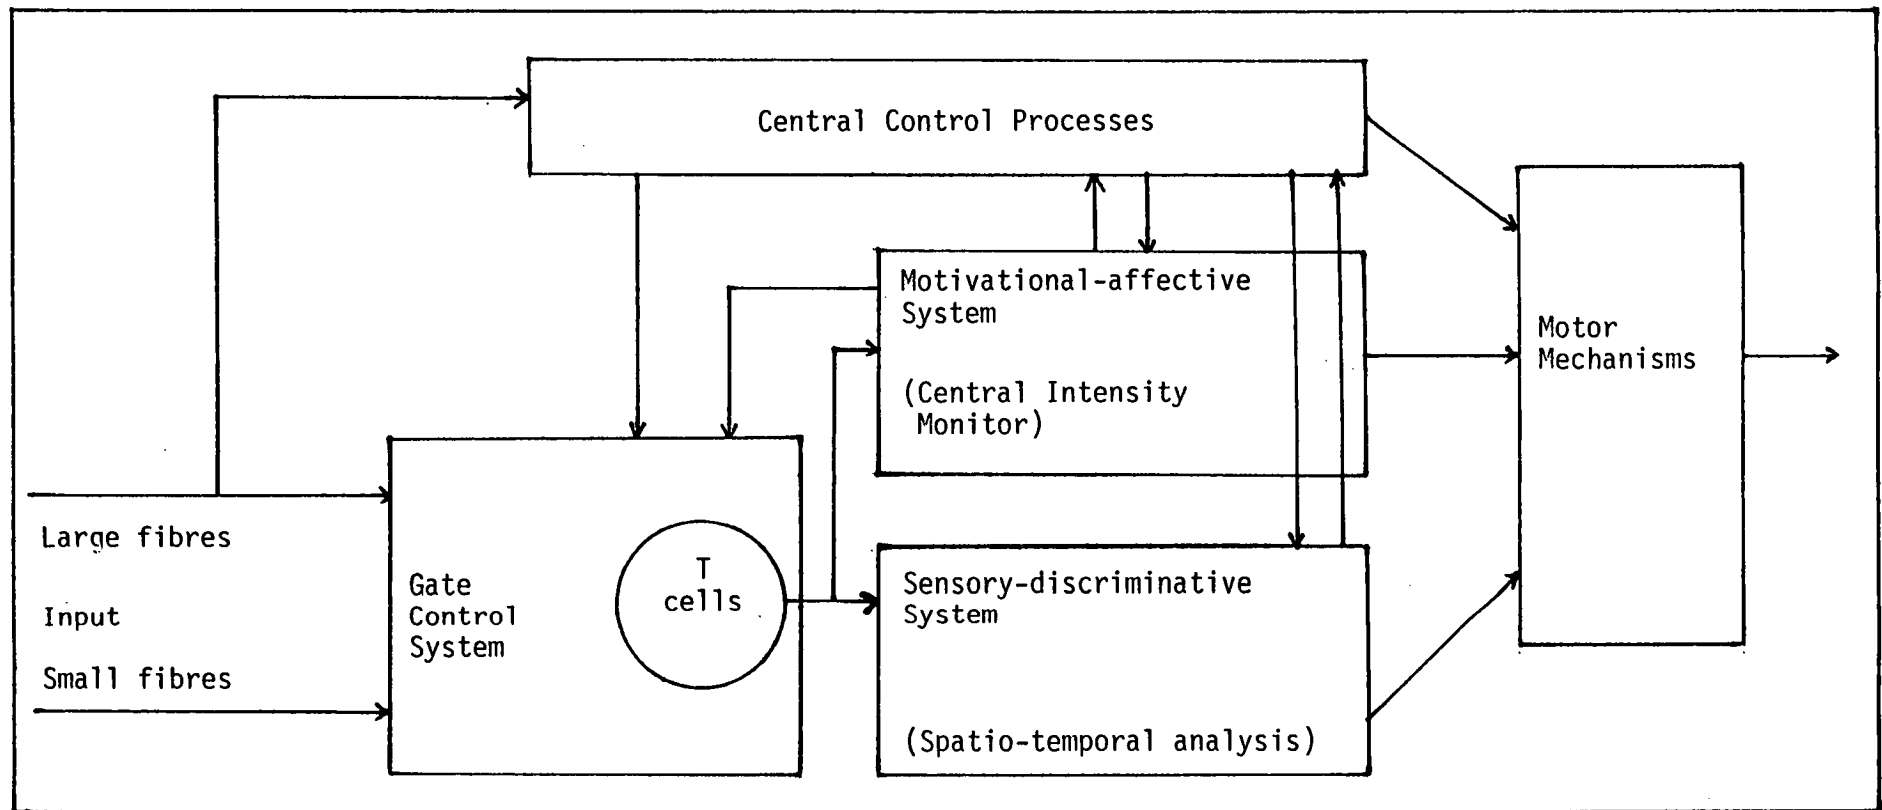 Central Control Processes
Motivational-affective
System
(Central Intensity
Monitor)
Motor
Mechanisms
Large fibres
Input
Small fibres
Gate
Control
System
T
cells
Sensory-discriminative
System
(Spatio-temporal analysis)